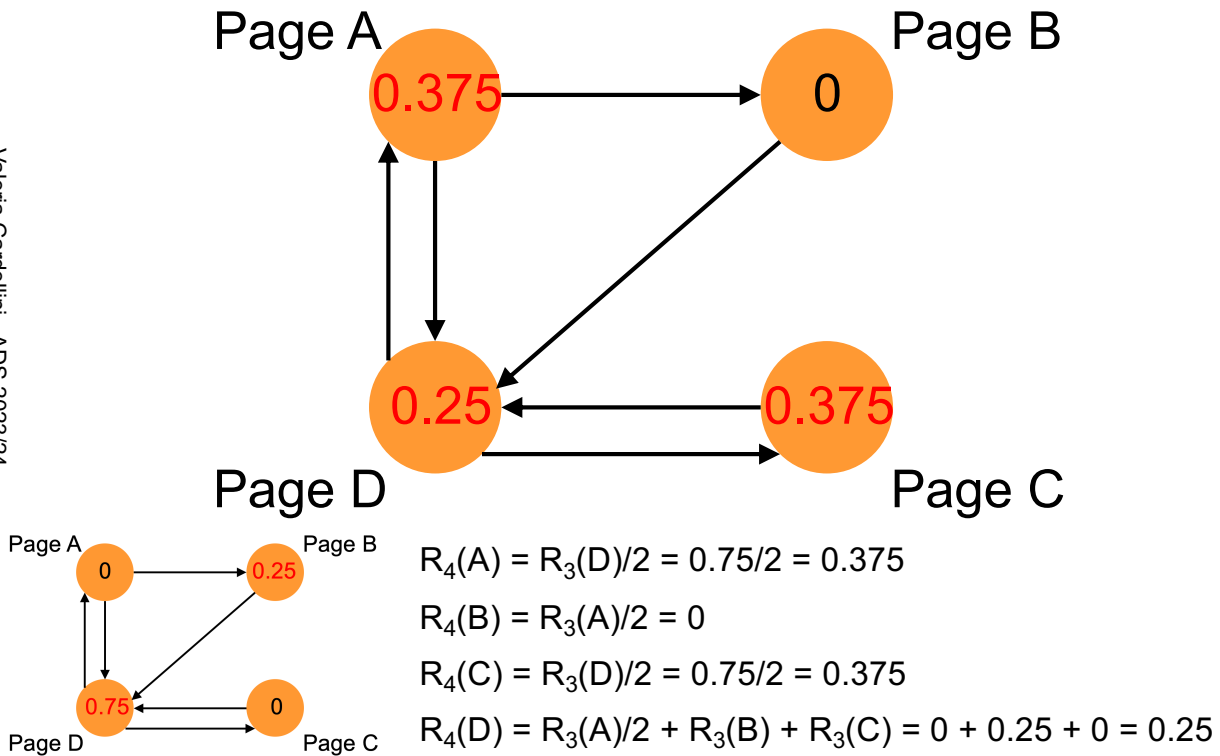 Page A
Page B
0.375
0
0.25
0.375
Page D
Page C
Page A
Page B
0
0.25
0.75
0
Page D
Page C
R₄(A) = R₃(D)/2 = 0.75/2 = 0.375
R₄(B) = R₃(A)/2 = 0
R₄(C) = R₃(D)/2 = 0.75/2 = 0.375
R₄(D) = R₃(A)/2 + R₃(B) + R₃(C) = 0 + 0.25 + 0 = 0.25